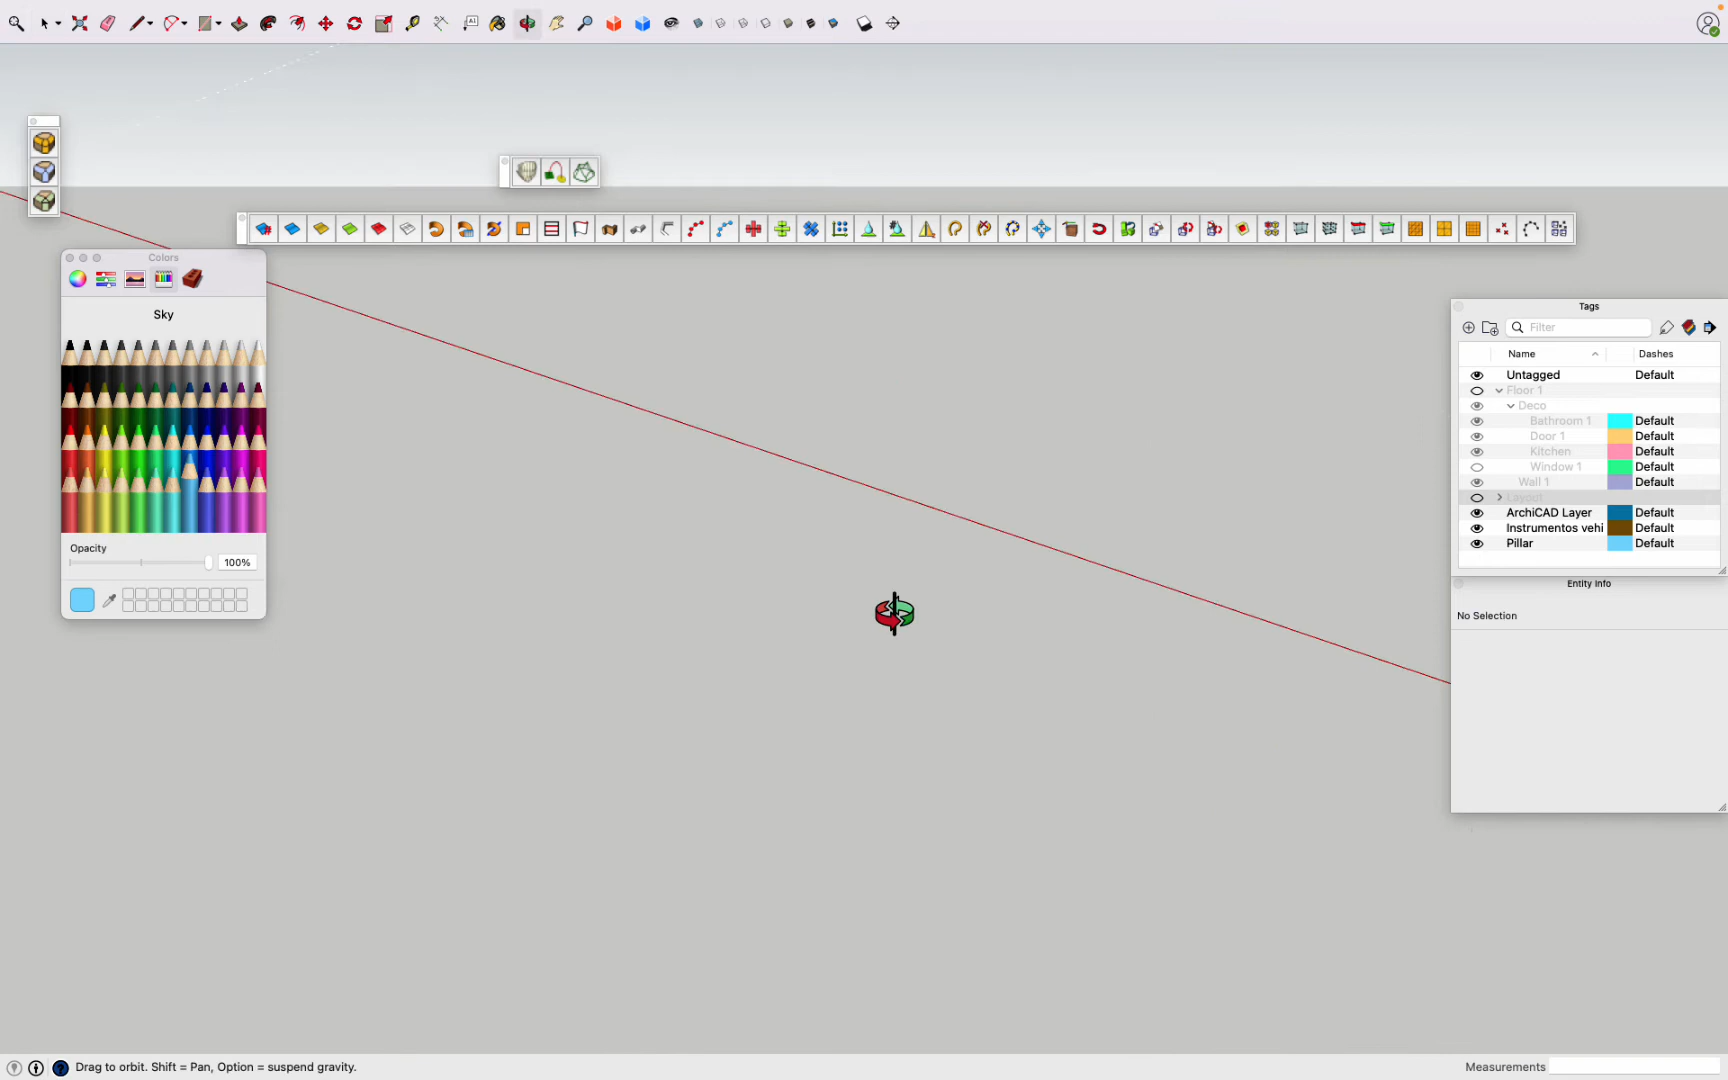 AI
Colors
Sky
Opacity
100%
Tags
Filter
Name
Dashes
Untagged Default
Floor 1
Deco
Bathroom 1 Default
Door 1 Default
Kitchen Default
Window 1 Default
Wall 1 Default
Layout
ArchiCAD Layer Default
Instrumentos vehi Default
Pillar Default
Entity Info
No Selection
? Drag to orbit. Shift = Pan, Option = suspend gravity.
Measurements